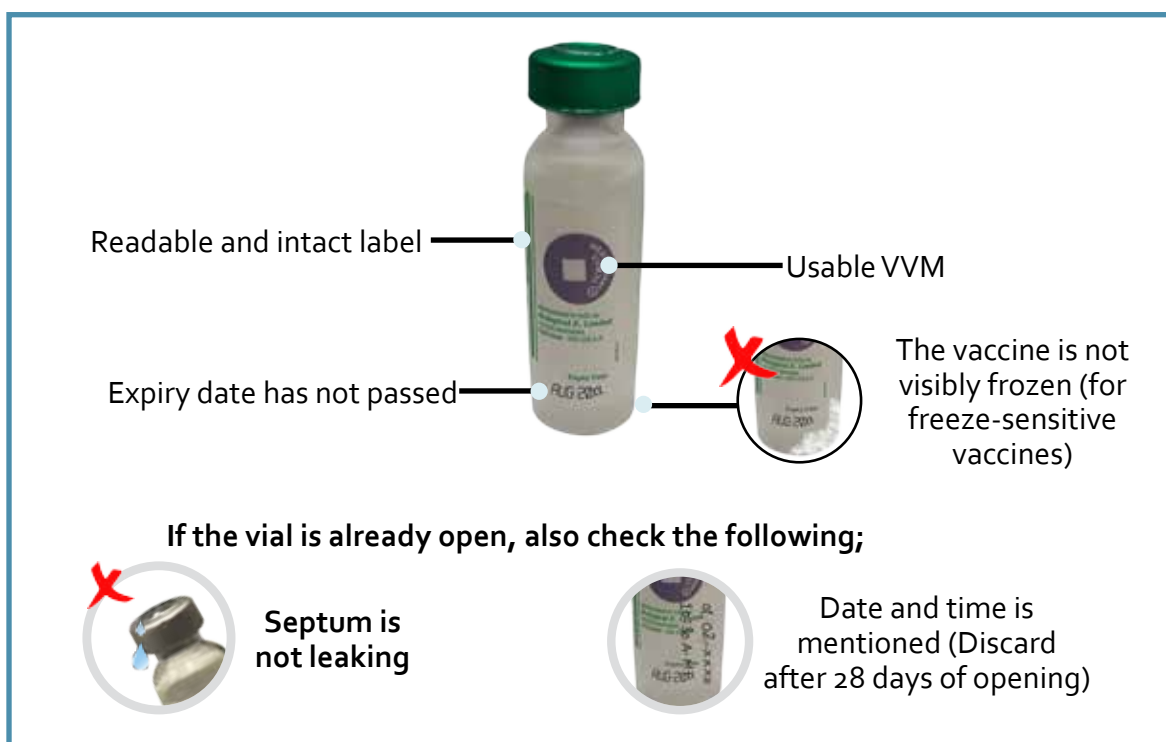 Readable and intact label
Usable VVM
Expiry date has not passed
AUG 20XX
The vaccine is not
visibly frozen (for
freeze-sensitive
vaccines)
If the vial is already open, also check the following;
Septum is
not leaking
Date and time is
mentioned (Discard
after 28 days of opening)